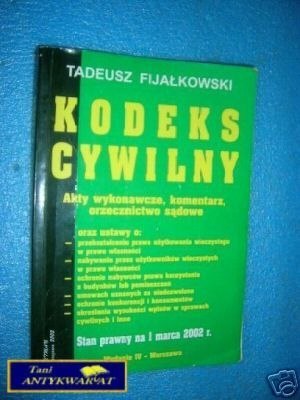 TADEUSZ FIJAŁKOWSKI
KODEKS
CYWILNY
Akty wykonawcze, komentarz,
orzecznictwo sądowe
oraz ustawy o:
przekształceniu prawa użytkowania wieczystego
w prawo własności
nabywaniu przez użytkowników wieczystych
w prawo własności
ochronie nabywców prawa korzystania
z budynków lub pomieszczeń
umowach uznanych za niedozwolone
ochronie konkurencji i konsumentów
określeniu wysokości wpisów w sprawach
cywilnych i inne
Stan prawny na 1 marca 2002 r.
Wydanie IV - Warszawa
Tani
ANTYKWARIAT